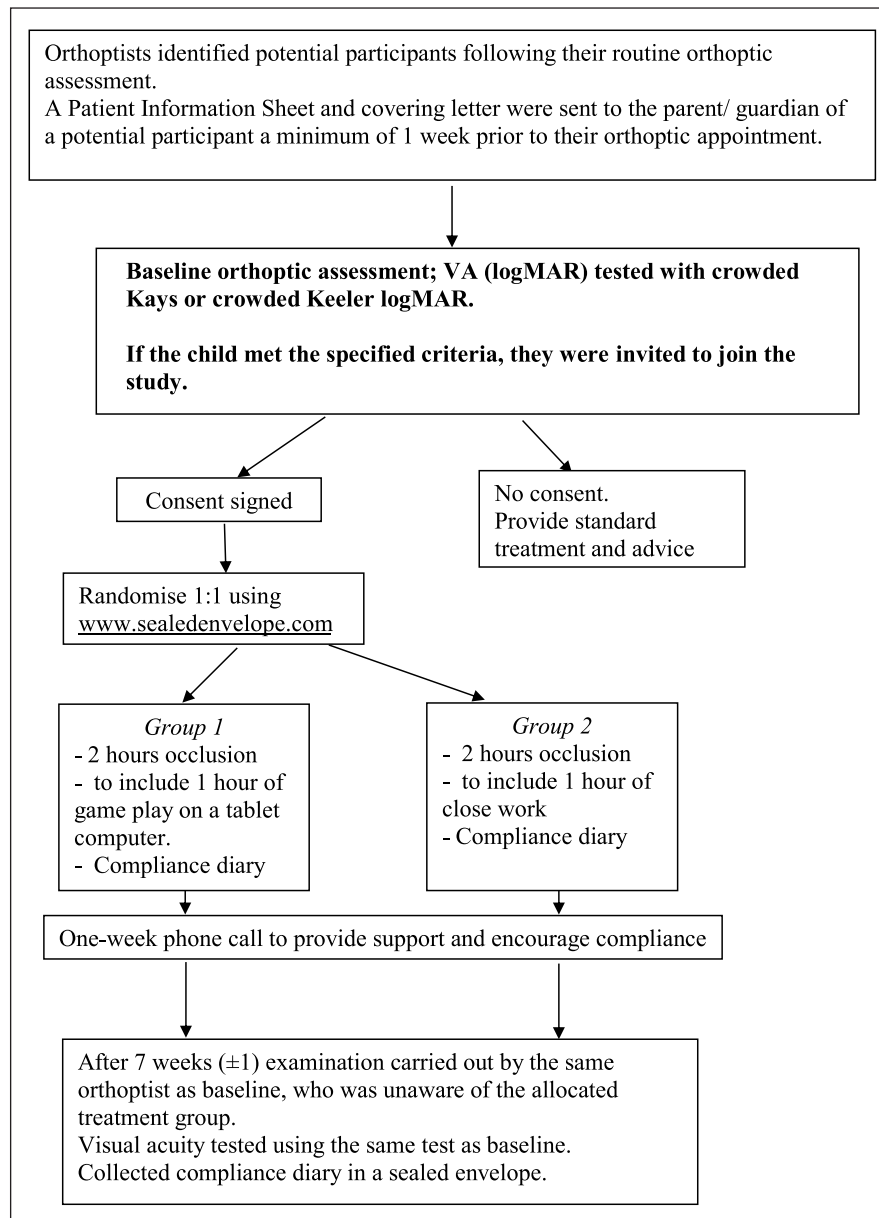 Orthoptists identified potential participants following their routine orthoptic
assessment.
A Patient Information Sheet and covering letter were sent to the parent/ guardian of
a potential participant a minimum of 1 week prior to their orthoptic appointment.
Baseline orthoptic assessment; VA (logMAR) tested with crowded
Kays or crowded Keeler logMAR.
If the child met the specified criteria, they were invited to join the
study.
Consent signed
No consent.
Provide standard
treatment and advice
Randomise 1:1 using
www.sealedenvelope.com
Group 1
- 2 hours occlusion
- to include 1 hour of
game play on a tablet
computer.
- Compliance diary
Group 2
- 2 hours occlusion
- to include 1 hour of
close work
- Compliance diary
One-week phone call to provide support and encourage compliance
After 7 weeks (±1) examination carried out by the same
orthoptist as baseline, who was unaware of the allocated
treatment group.
Visual acuity tested using the same test as baseline.
Collected compliance diary in a sealed envelope.